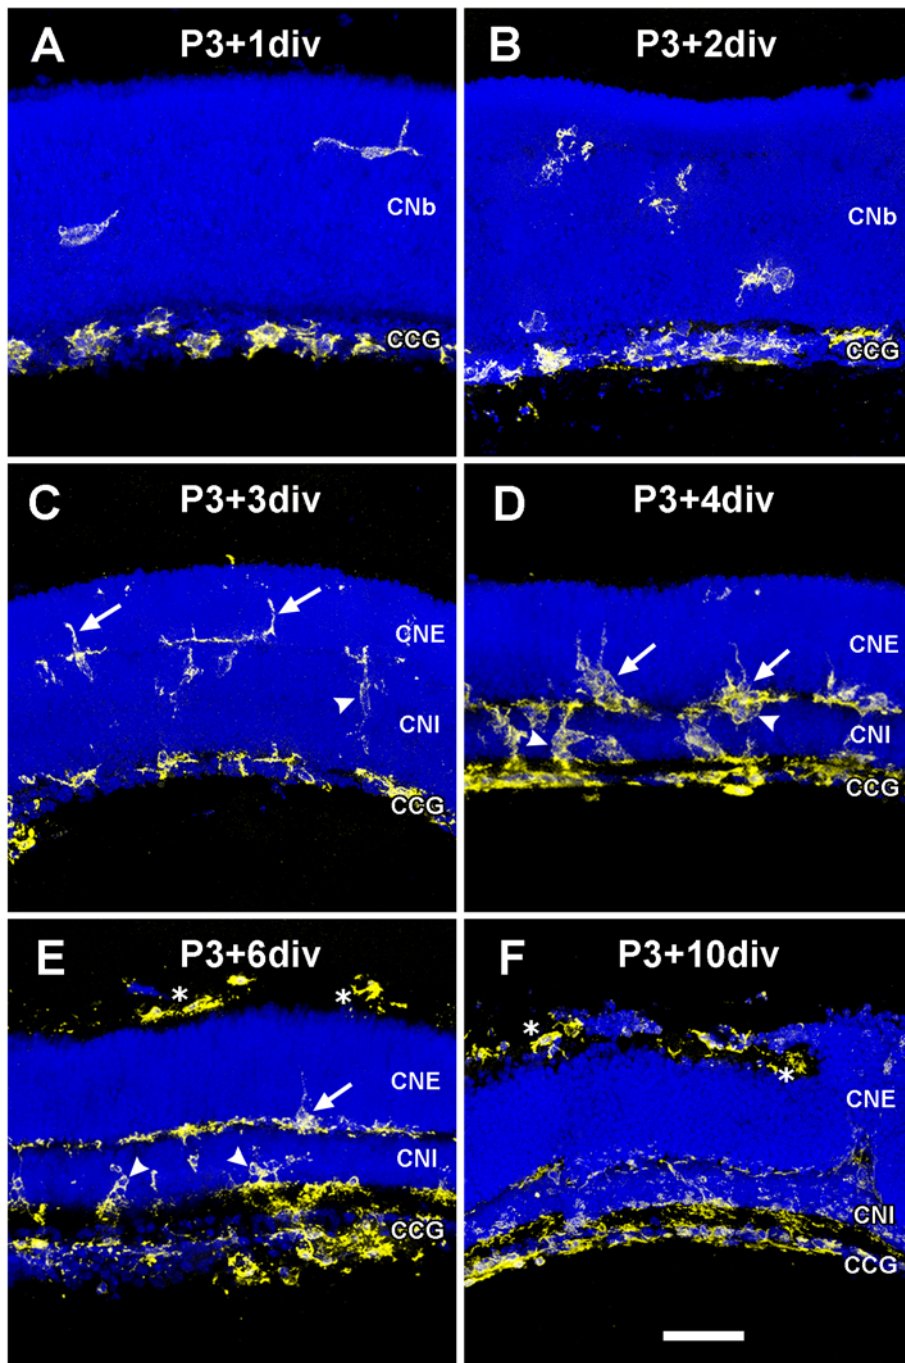 A P3+1div
CNb
CCG
B P3+2div
CNb
CCG
C P3+3div
CNE
CNI
CCG
D P3+4div
CNE
CNI
CCG
E P3+6div
*
*
CNE
CNI
CCG
F P3+10div
*
*
CNE
CNI
CCG